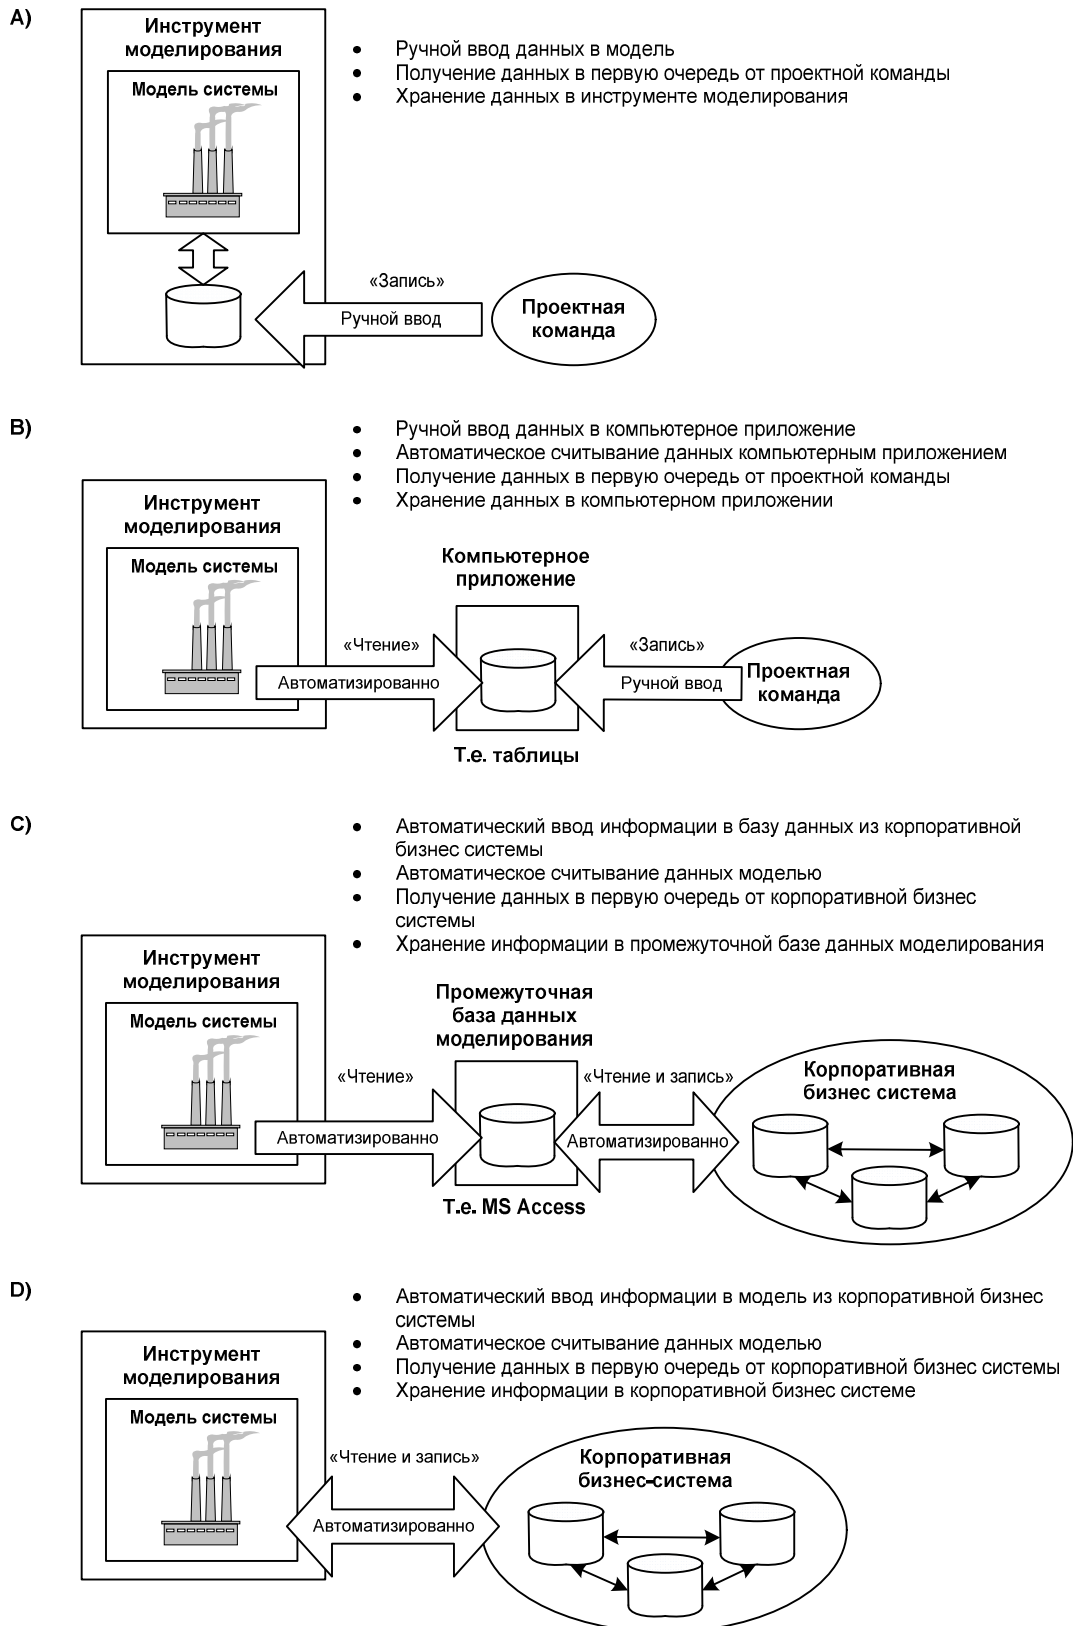 A)
Инструмент
моделирования
Модель системы
• Ручной ввод данных в модель
• Получение данных в первую очередь от проектной команды
• Хранение данных в инструменте моделирования
«Запись»
Ручной ввод
Проектная
команда
B)
• Ручной ввод данных в компьютерное приложение
• Автоматическое считывание данных компьютерным приложением
• Получение данных в первую очередь от проектной команды
• Хранение данных в компьютерном приложении
Инструмент
моделирования
Модель системы
Компьютерное
приложение
«Чтение»
Автоматизированно
«Запись»
Ручной ввод
Проектная
команда
Т.е. таблицы
C)
• Автоматический ввод информации в базу данных из корпоративной
бизнес системы
• Автоматическое считывание данных моделью
• Получение данных в первую очередь от корпоративной бизнес
системы
• Хранение информации в промежуточной базе данных моделирования
Инструмент
моделирования
Модель системы
Промежуточная
база данных
моделирования
«Чтение»
Автоматизированно
«Чтение и запись»
Автоматизированно
Корпоративная
бизнес система
Т.е. MS Access
D)
• Автоматический ввод информации в модель из корпоративной бизнес
системы
• Автоматическое считывание данных моделью
• Получение данных в первую очередь от корпоративной бизнес системы
• Хранение информации в корпоративной бизнес системе
Инструмент
моделирования
Модель системы
«Чтение и запись»
Автоматизированно
Корпоративная
бизнес-система